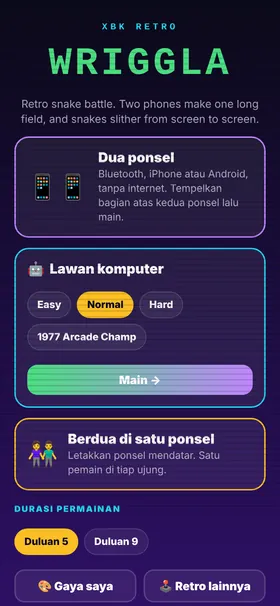 XBK RETRO
WRIGGLA
Retro snake battle. Two phones make one long
field, and snakes slither from screen to screen.
Dua ponsel
Bluetooth, iPhone atau Android,
tanpa internet. Tempelkan
bagian atas kedua ponsel lalu
main.
Lawan komputer
Easy
Normal
Hard
1977 Arcade Champ
Main →
Berdua di satu ponsel
Letakkan ponsel mendatar. Satu
pemain di tiap ujung.
DURASI PERMAINAN
Duluan 5
Duluan 9
Gaya saya
Retro lainnya